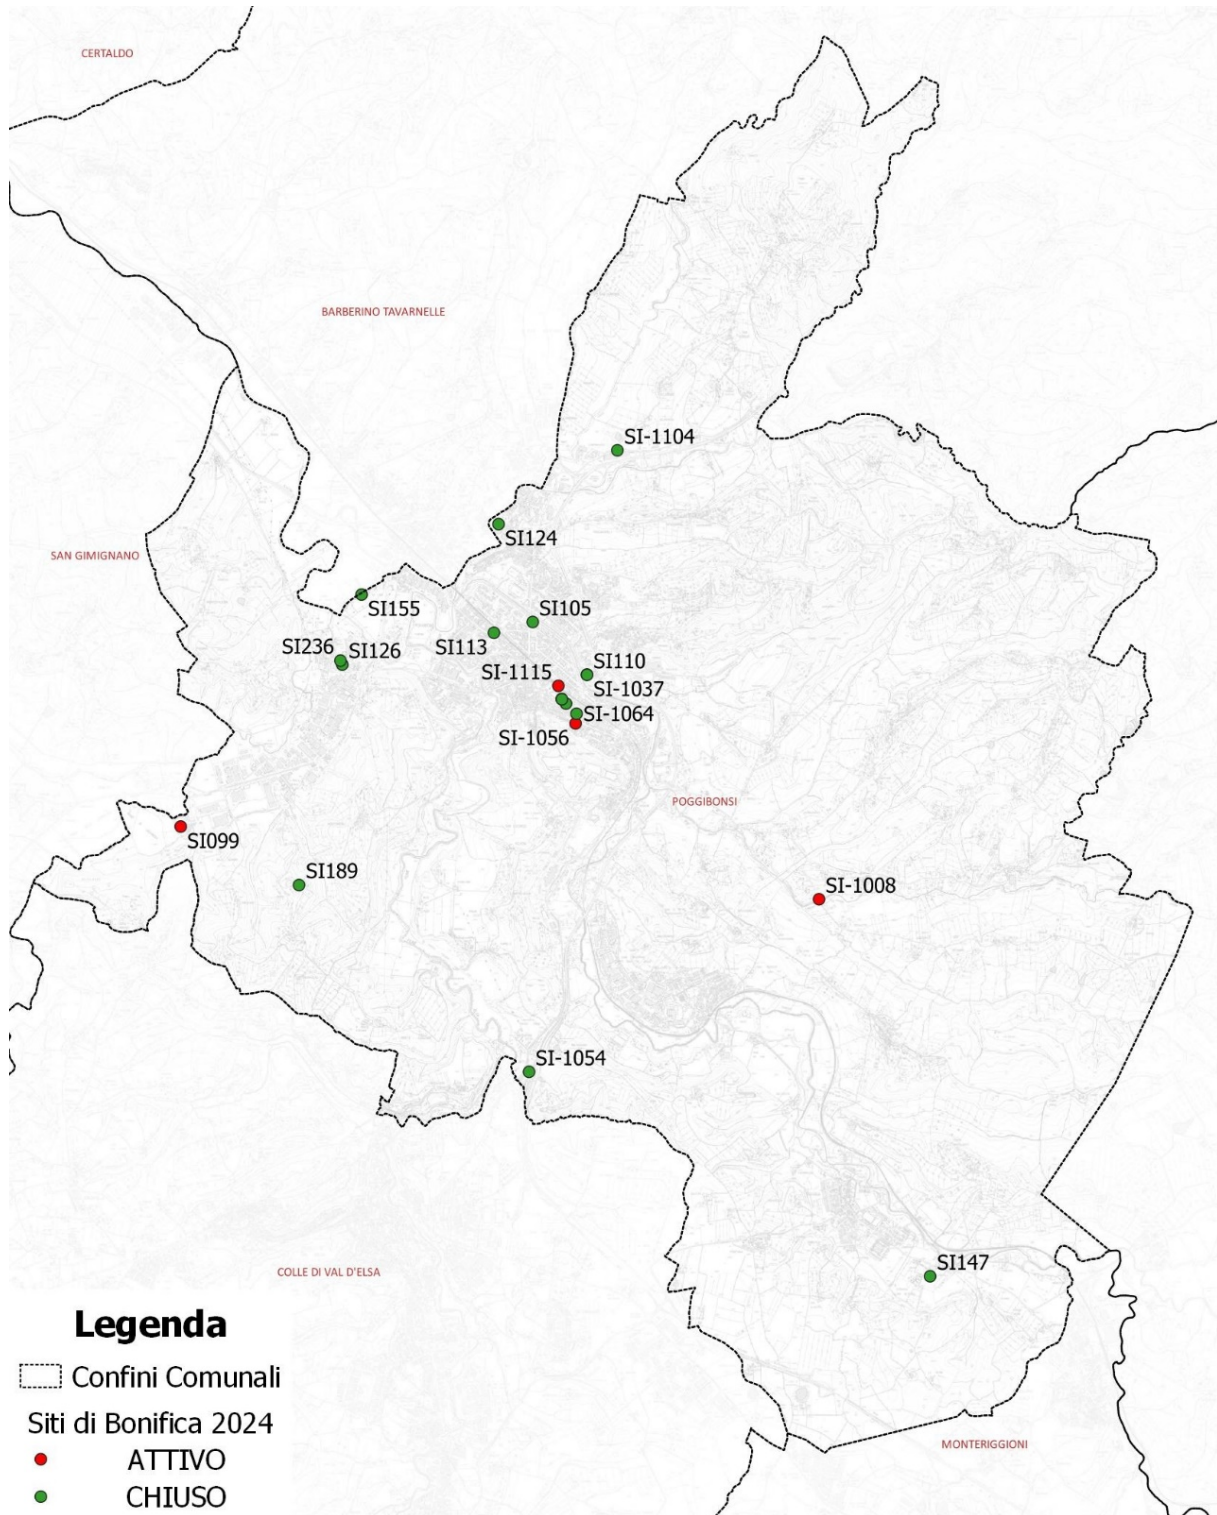 CERTALDO
BARBERINO TAVARNELLE
SI-1104
SI124
SAN GIMIGNANO
SI155
SI105
SI113
SI236
SI126
SI110
SI-1115
SI-1037
SI-1064
SI-1056
POGGIBONSI
SI099
SI189
SI-1008
SI-1054
SI147
COLLE DI VAL D'ELSA
MONTERIGGIONI
Legenda
Confini Comunali
Siti di Bonifica 2024
ATTIVO
CHIUSO